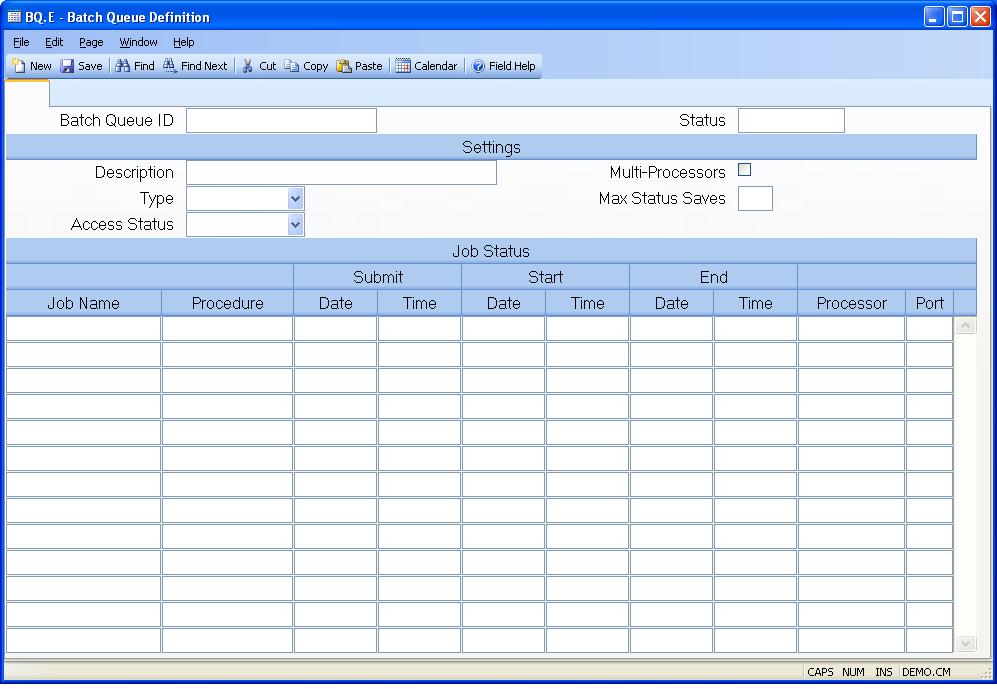 BQ.E - Batch Queue Definition
File Edit Page Window Help
New Save Find Find Next Cut Copy Paste Calendar Field Help
Batch Queue ID Status
Settings
Description Multi-Processors
Type Max Status Saves
Access Status
Job Status
Submit Start End
Job Name Procedure Date Time Date Time Date Time Processor Port
CAPS NUM INS DEMO.CM